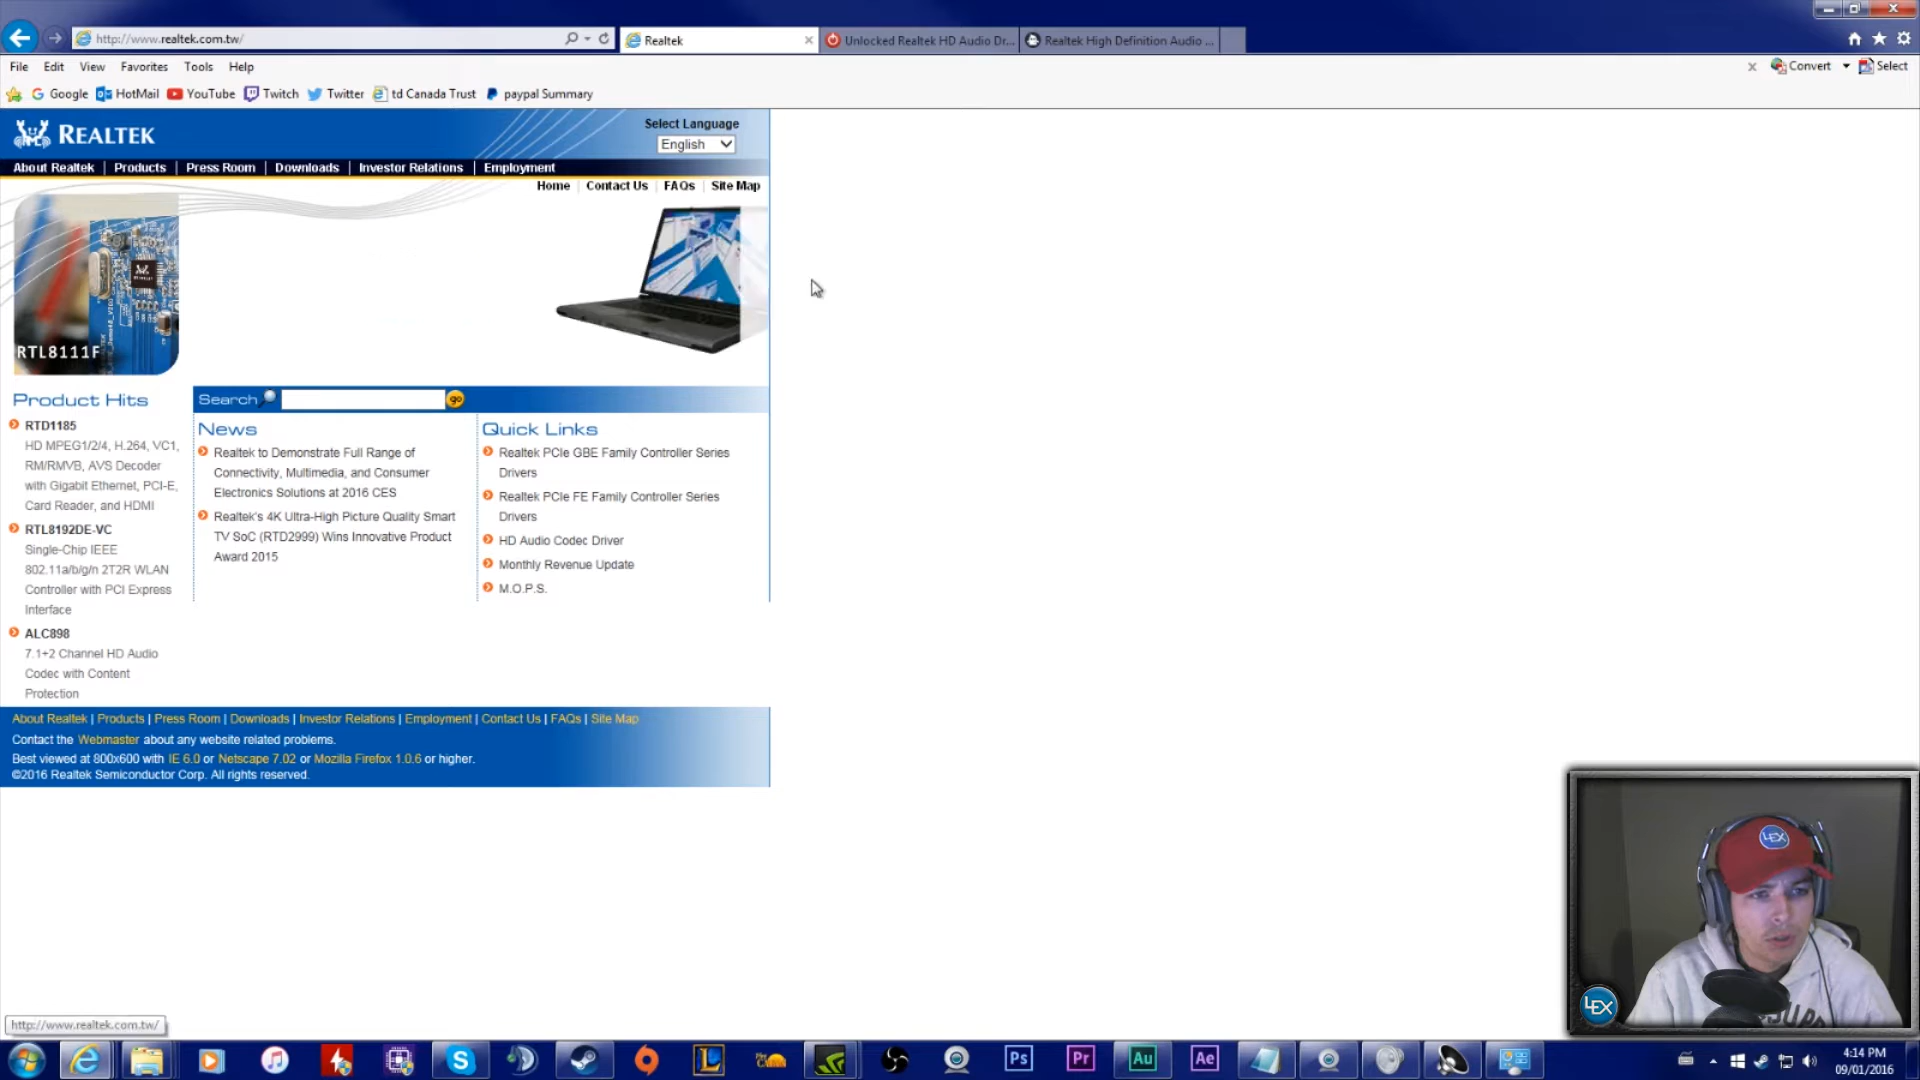 http://www.realtek.com.tw/
Realtek
Unlocked Realtek HD Audio Dr...
Realtek High Definition Audio ...
File Edit View Favorites Tools Help
Convert Select
Google HotMail YouTube Twitch Twitter td Canada Trust paypal Summary
REALTEK
Select Language
English
About Realtek | Products | Press Room | Downloads | Investor Relations | Employment
Home | Contact Us | FAQs | Site Map
RTL8111F
Product Hits
RTD1185
HD MPEG1/2/4, H.264, VC1,
RM/RMVB, AVS Decoder
with Gigabit Ethernet, PCI-E,
Card Reader, and HDMI
RTL8192DE-VC
Single-Chip IEEE
802.11a/b/g/n 2T2R WLAN
Controller with PCI Express
Interface
ALC898
7.1+2 Channel HD Audio
Codec with Content
Protection
Search go
News
Realtek to Demonstrate Full Range of
Connectivity, Multimedia, and Consumer
Electronics Solutions at 2016 CES
Realtek's 4K Ultra-High Picture Quality Smart
TV SoC (RTD2999) Wins Innovative Product
Award 2015
Quick Links
Realtek PCIe GBE Family Controller Series
Drivers
Realtek PCIe FE Family Controller Series
Drivers
HD Audio Codec Driver
Monthly Revenue Update
M.O.P.S.
About Realtek | Products | Press Room | Downloads | Investor Relations | Employment | Contact Us | FAQs | Site Map
Contact the Webmaster about any website related problems.
Best viewed at 800x600 with IE 6.0 or Netscape 7.02 or Mozilla Firefox 1.0.6 or higher.
©2016 Realtek Semiconductor Corp. All rights reserved.
LEX
LEX
http://www.realtek.com.tw/
Ps Pr Au Ae
4:14 PM
09/01/2016